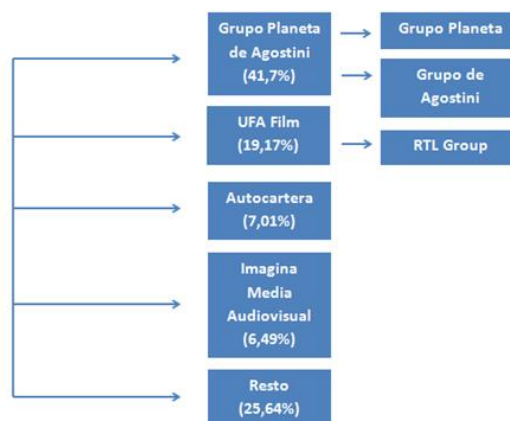 Grupo Planeta
de Agostini
(41,7%)
Grupo Planeta
Grupo de
Agostini
UFA Film
(19,17%)
RTL Group
Autocartera
(7,01%)
Imagina
Media
Audiovisual
(6,49%)
Resto
(25,64%)